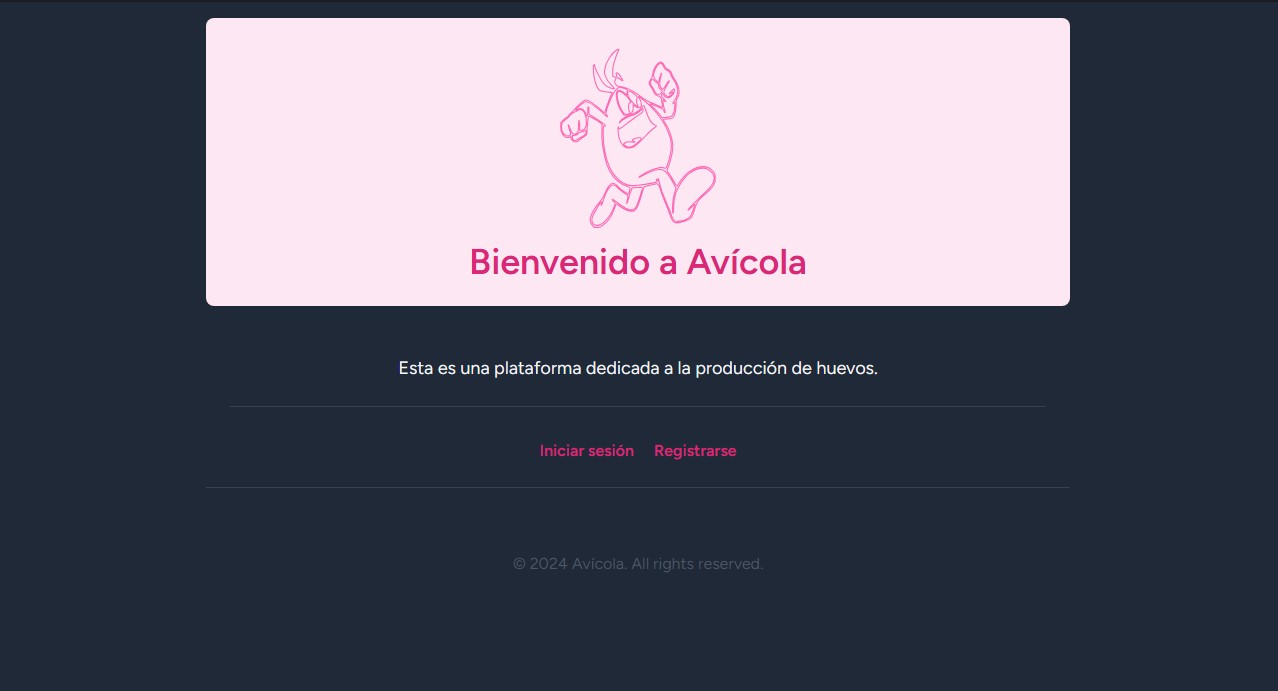 Bienvenido a Avícola
Esta es una plataforma dedicada a la producción de huevos.
Iniciar sesión Registrarse
© 2024 Avícola. All rights reserved.